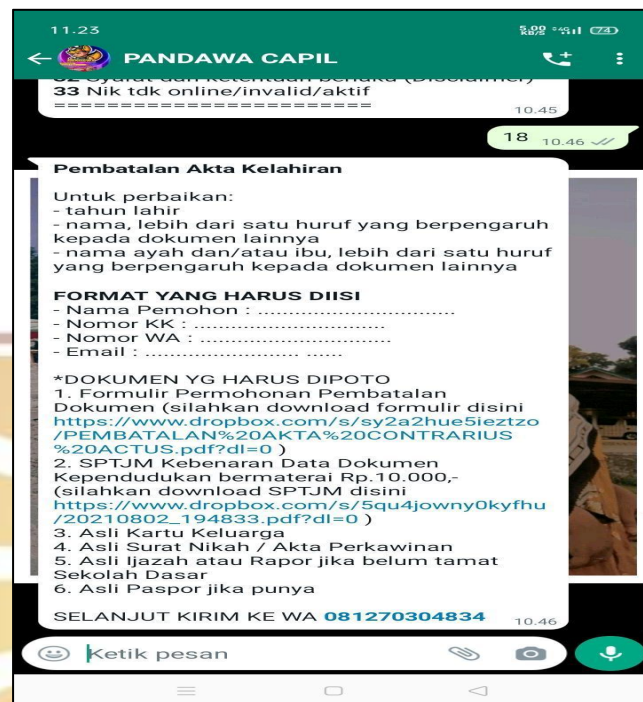 11.23
5.00 KB/S 4G 74
PANDAWA CAPIL
33 Nik tdk online/invalid/aktif
=========================
10.45
18 10.46
Pembatalan Akta Kelahiran
Untuk perbaikan:
- tahun lahir
- nama, lebih dari satu huruf yang berpengaruh
kepada dokumen lainnya
- nama ayah dan/atau ibu, lebih dari satu huruf
yang berpengaruh kepada dokumen lainnya
FORMAT YANG HARUS DIISI
- Nama Pemohon : ................................
- Nomor KK : ...............................
- Nomor WA : ...............................
- Email : ......................... ......
*DOKUMEN YG HARUS DIPOTO
1. Formulir Permohonan Pembatalan
Dokumen (silahkan download formulir disini
https://www.dropbox.com/s/sy2a2hue5ieztzo
/PEMBATALAN%20AKTA%20CONTRARIUS
%20ACTUS.pdf?dl=0 )
2. SPTJM Kebenaran Data Dokumen
Kependudukan bermaterai Rp.10.000,-
(silahkan download SPTJM disini
https://www.dropbox.com/s/5qu4jowny0kyfhu
/20210802_194833.pdf?dl=0 )
3. Asli Kartu Keluarga
4. Asli Surat Nikah / Akta Perkawinan
5. Asli Ijazah atau Rapor jika belum tamat
Sekolah Dasar
6. Asli Paspor jika punya
SELANJUT KIRIM KE WA 081270304834
10.46
Ketik pesan